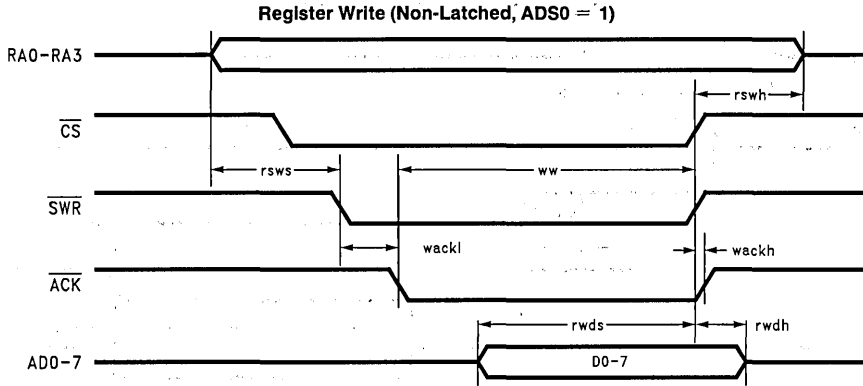 Register Write (Non-Latched, ADS0 = 1)
RA0-RA3
rswh
CS
rsws
ww
SWR
wackl
wackh
ACK
rwds
rwdh
AD0-7
D0-7